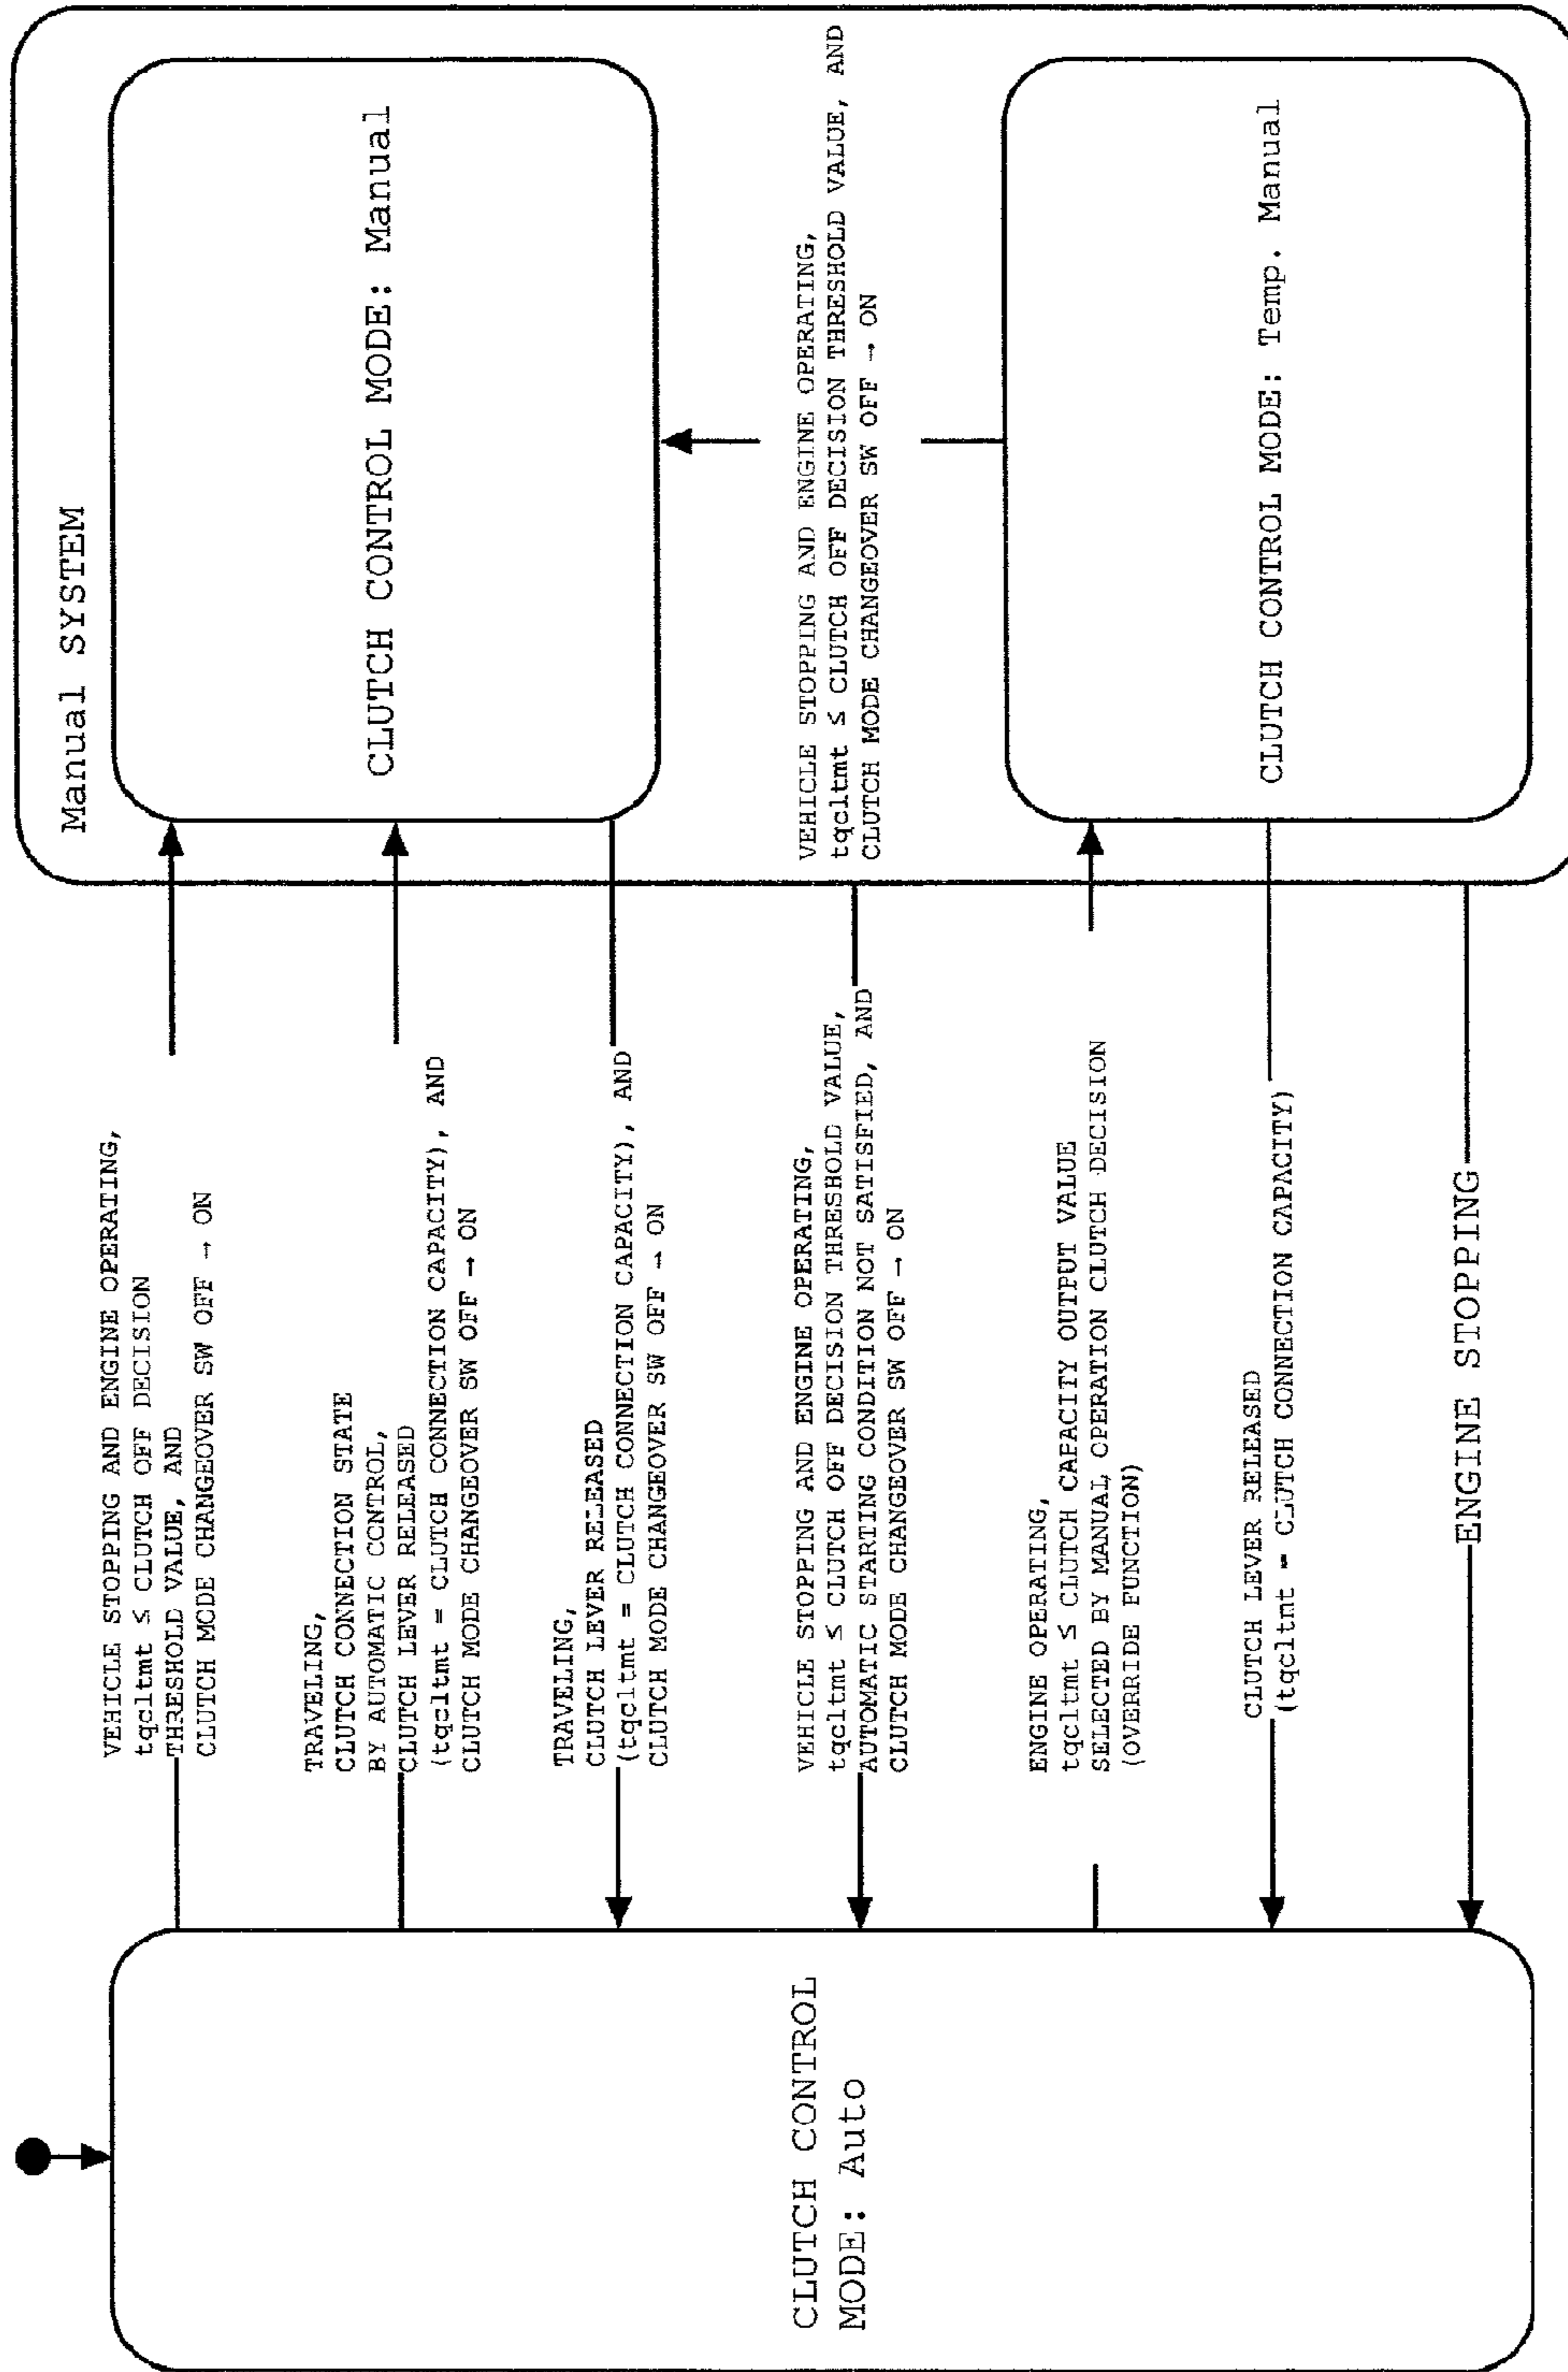 CLUTCH CONTROL
MODE: Auto
VEHICLE STOPPING AND ENGINE OPERATING,
tqcltmt ≤ CLUTCH OFF DECISION
THRESHOLD VALUE, AND
CLUTCH MODE CHANGEOVER SW OFF → ON
TRAVELING,
CLUTCH CONNECTION STATE
BY AUTOMATIC CONTROL,
CLUTCH LEVER RELEASED
(tqcltmt = CLUTCH CONNECTION CAPACITY), AND
CLUTCH MODE CHANGEOVER SW OFF → ON
TRAVELING,
CLUTCH LEVER RELEASED
(tqcltmt = CLUTCH CONNECTION CAPACITY), AND
CLUTCH MODE CHANGEOVER SW OFF → ON
VEHICLE STOPPING AND ENGINE OPERATING,
tqcltmt ≤ CLUTCH OFF DECISION THRESHOLD VALUE,
AUTOMATIC STARTING CONDITION NOT SATISFIED, AND
CLUTCH MODE CHANGEOVER SW OFF → ON
ENGINE OPERATING,
tqcltmt ≤ CLUTCH CAPACITY OUTPUT VALUE
SELECTED BY MANUAL OPERATION CLUTCH DECISION
(OVERRIDE FUNCTION)
CLUTCH LEVER RELEASED
(tqcltmt = CLUTCH CONNECTION CAPACITY)
ENGINE STOPPING
Manual SYSTEM
CLUTCH CONTROL MODE: Manual
VEHICLE STOPPING AND ENGINE OPERATING,
tqcltmt ≤ CLUTCH OFF DECISION THRESHOLD VALUE, AND
CLUTCH MODE CHANGEOVER SW OFF → ON
CLUTCH CONTROL MODE: Temp. Manual